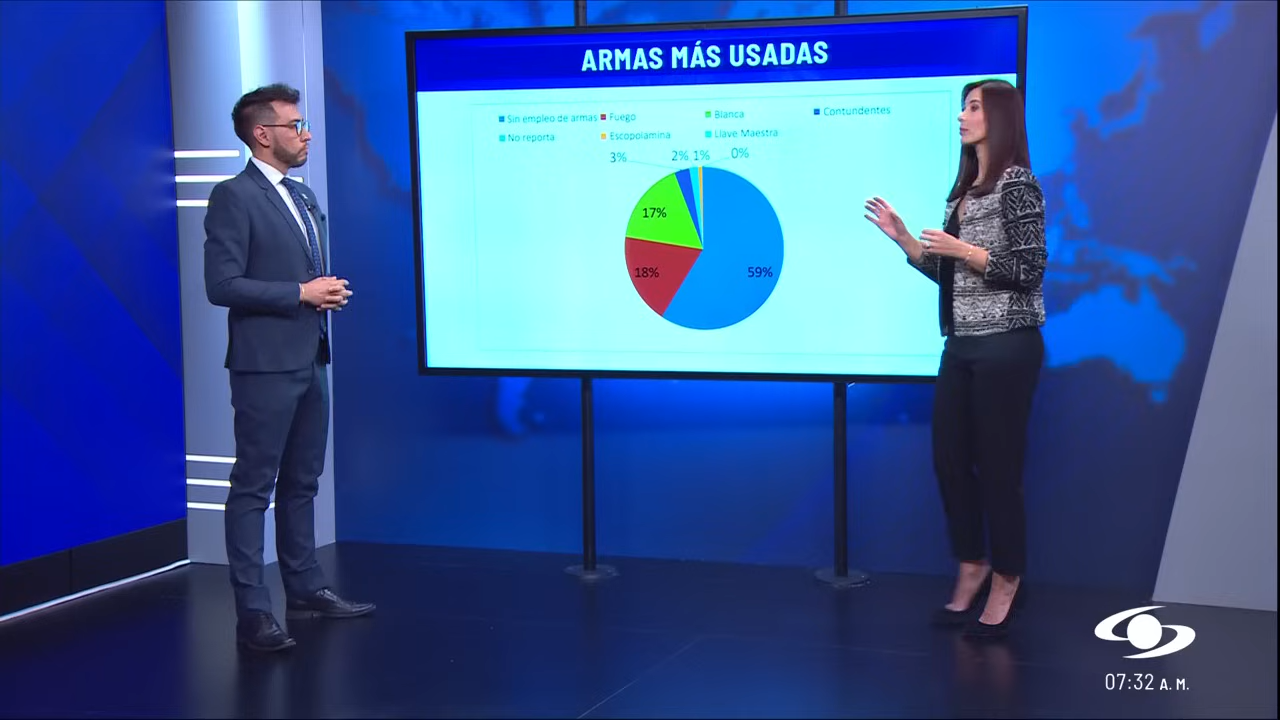 ARMAS MÁS USADAS
Sin empleo de armas Fuego Blanca Contundentes
No reporta Escopolamina Llave Maestra
3% 2% 1% 0%
17%
18% 59%
07:32 A. M.